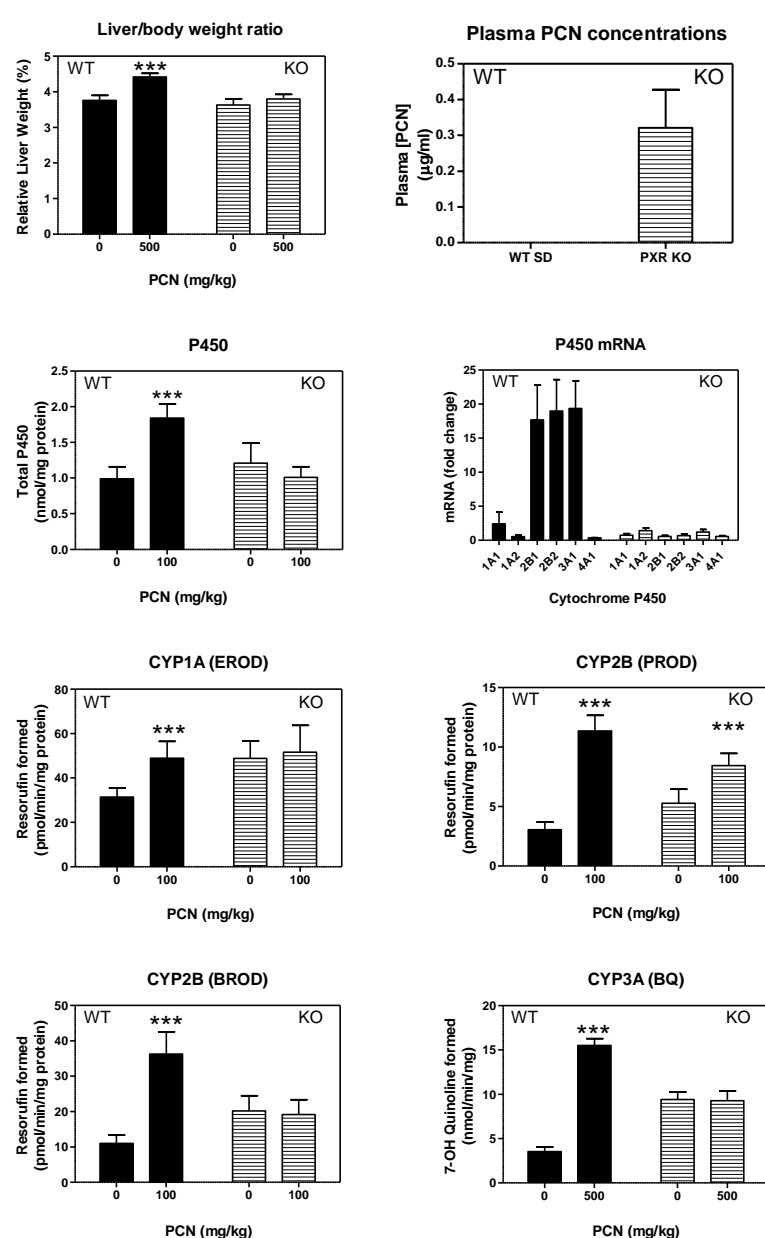 Liver/body weight ratio
Relative Liver Weight (%)
6
4
2
0
WT
***
KO
0
500
0
500
PCN (mg/kg)
Plasma PCN concentrations
Plasma [PCN]
(µg/ml)
0.5
0.4
0.3
0.2
0.1
0.0
WT
KO
WT SD
PXR KO
P450
Total P450
(nmol/mg protein)
2.5
2.0
1.5
1.0
0.5
0.0
WT
***
KO
0
100
0
100
PCN (mg/kg)
P450 mRNA
mRNA (fold change)
25
20
15
10
5
0
WT
KO
1A1
1A2
2B1
2B2
3A1
4A1
1A1
1A2
2B1
2B2
3A1
4A1
Cytochrome P450
CYP1A (EROD)
Resorufin formed
(pmol/min/mg protein)
80
60
40
20
0
WT
***
KO
0
100
0
100
PCN (mg/kg)
CYP2B (PROD)
Resorufin formed
(pmol/min/mg protein)
15
10
5
0
WT
***
KO
***
0
100
0
100
PCN (mg/kg)
CYP2B (BROD)
Resorufin formed
(pmol/min/mg protein)
50
40
30
20
10
0
WT
***
KO
0
100
0
100
PCN (mg/kg)
CYP3A (BQ)
7-OH Quinoline formed
(nmol/min/mg)
20
15
10
5
0
WT
***
KO
0
500
0
500
PCN (mg/kg)